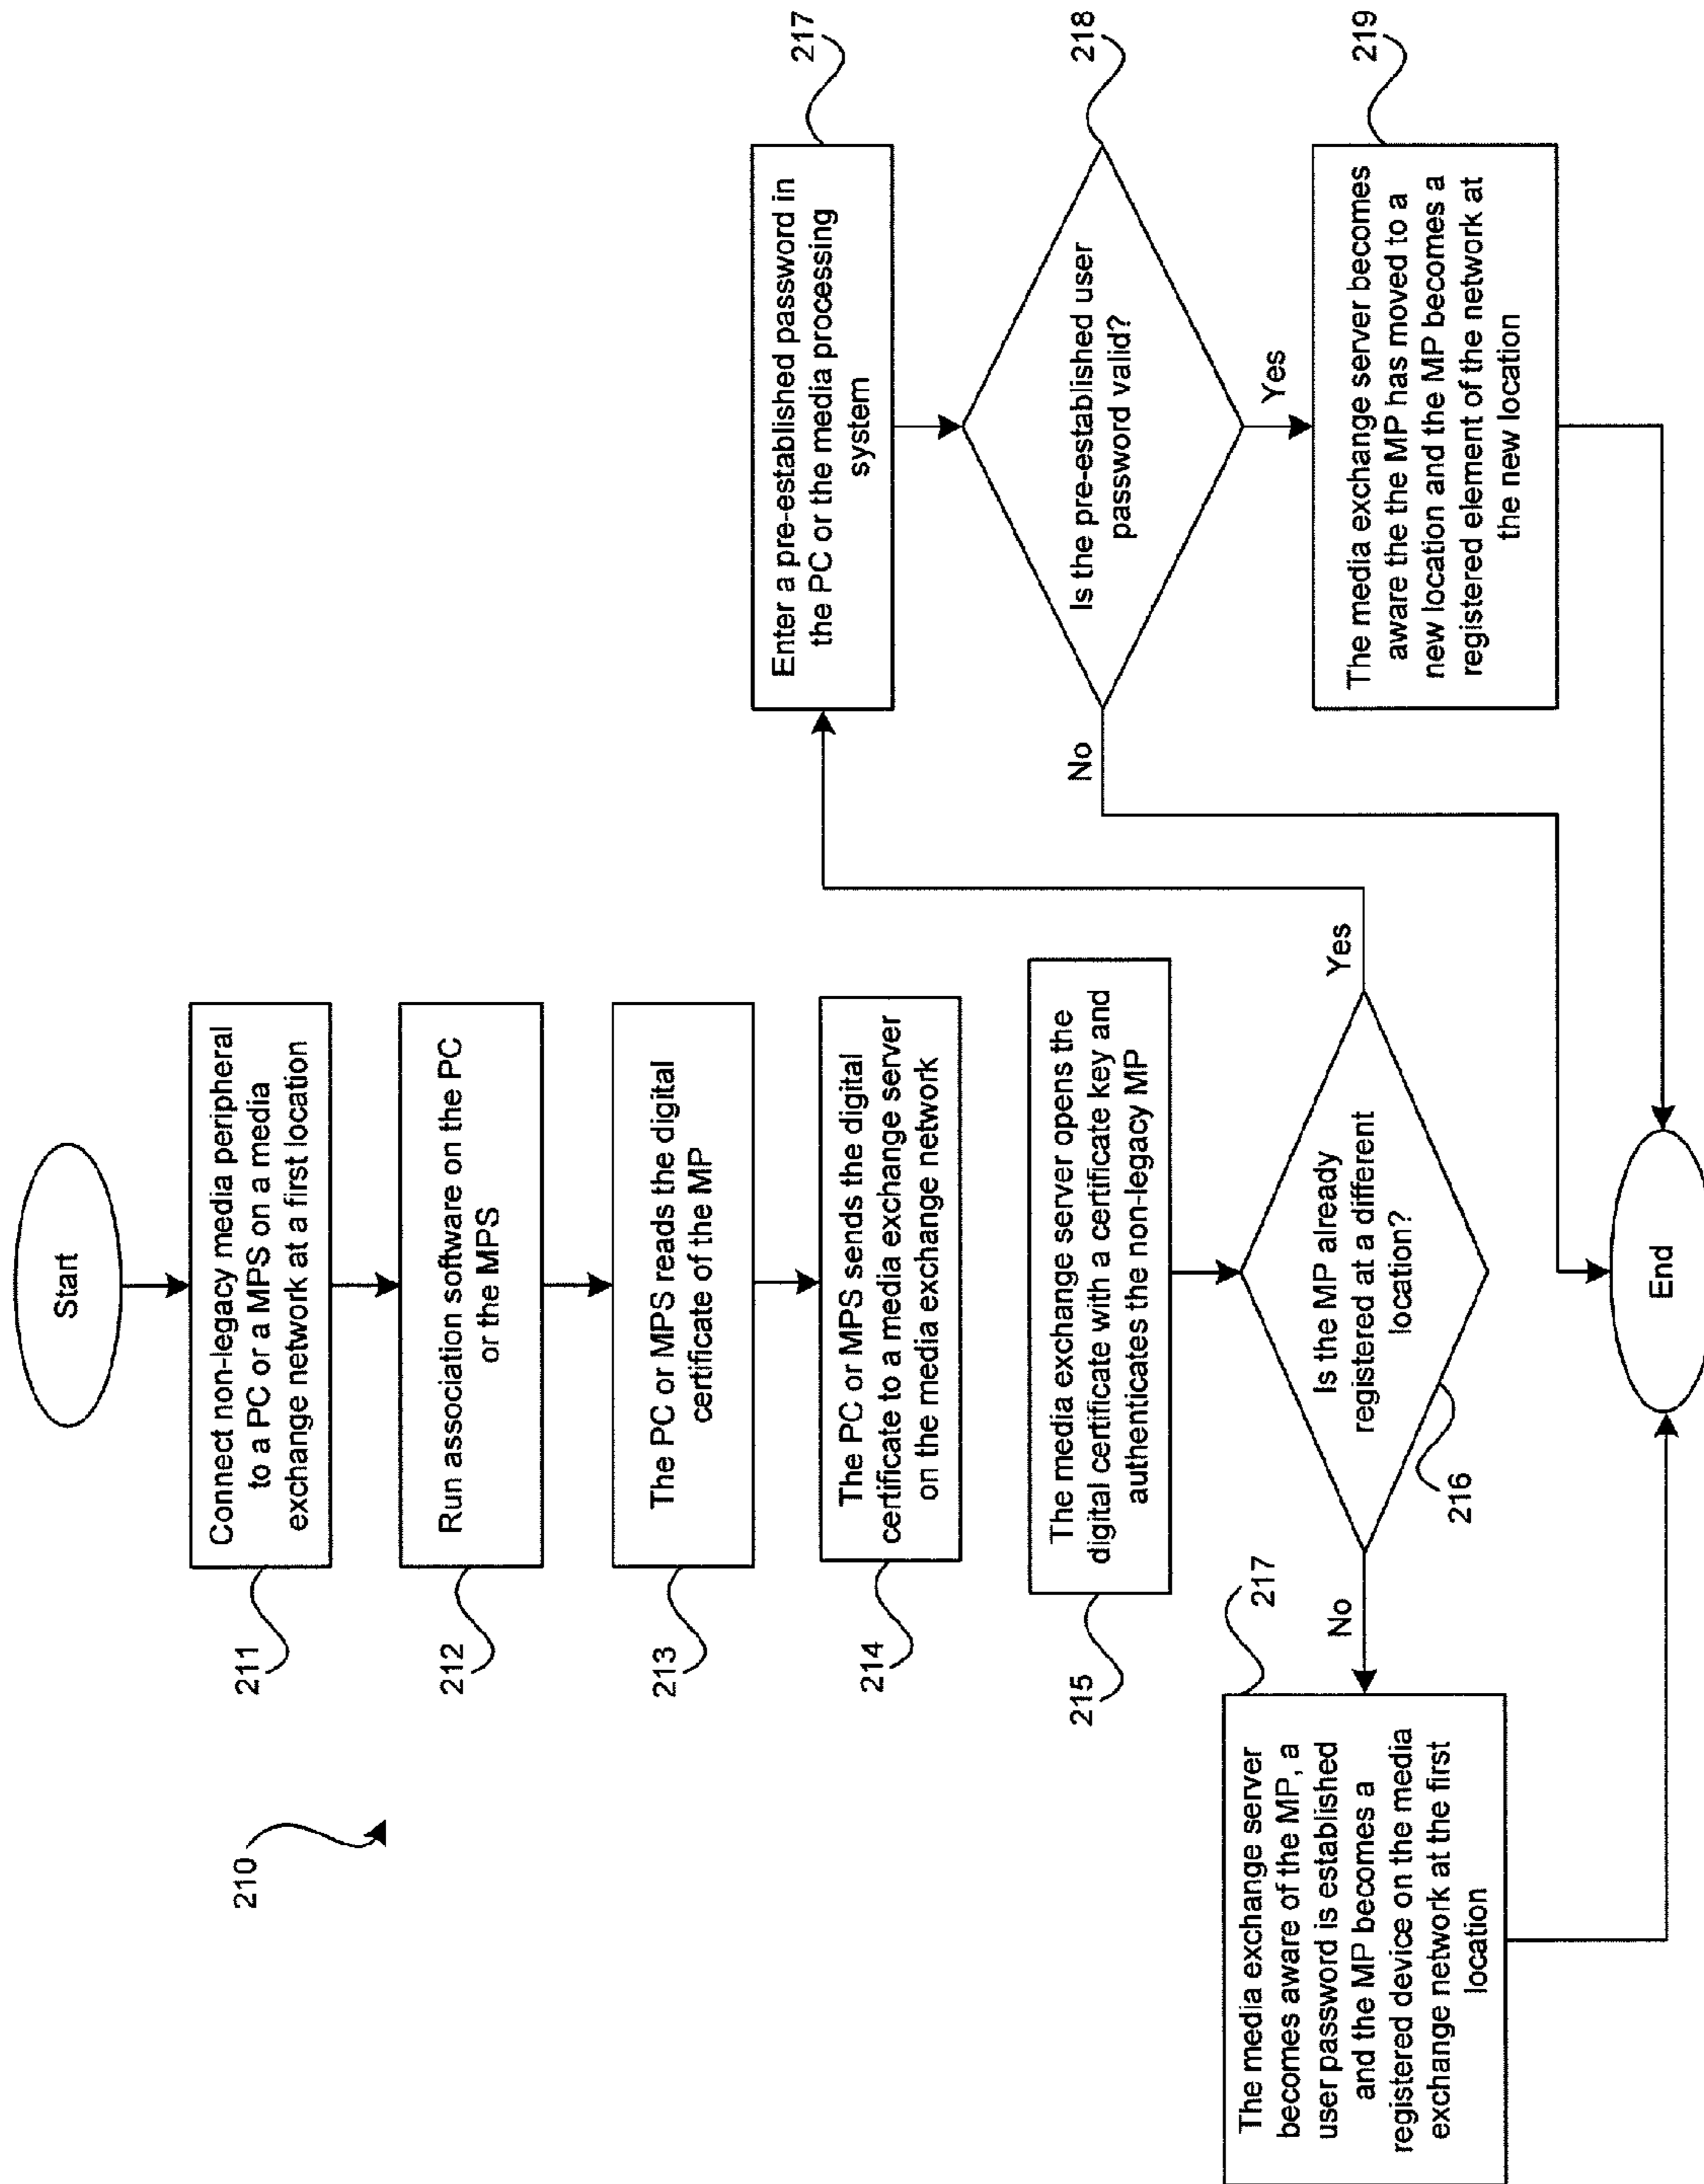 210
Start
Connect non-legacy media peripheral
to a PC or a MPS on a media
exchange network at a first location
211
Run association software on the PC
or the MPS
212
The PC or MPS reads the digital
certificate of the MP
213
The PC or MPS sends the digital
certificate to a media exchange server
on the media exchange network
214
The media exchange server opens the
digital certificate with a certificate key and
authenticates the non-legacy MP
215
Is the MP already
registered at a different
location?
216
No
Yes
The media exchange server
becomes aware of the MP, a
user password is established
and the MP becomes a
registered device on the media
exchange network at the first
location
217
Enter a pre-established password in
the PC or the media processing
system
217
Is the pre-established user
password valid?
218
No
Yes
The media exchange server becomes
aware the the MP has moved to a
new location and the MP becomes a
registered element of the network at
the new location
219
End